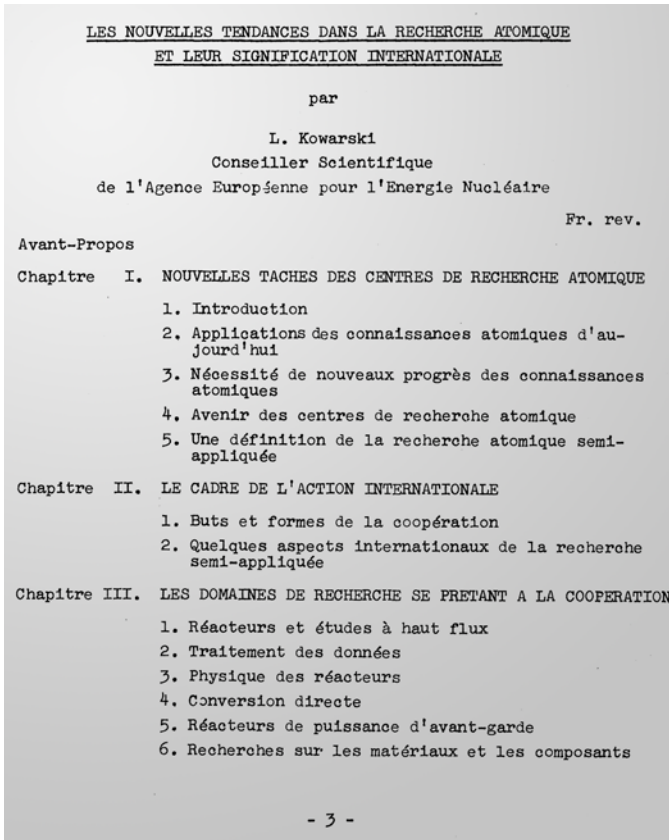 LES NOUVELLES TENDANCES DANS LA RECHERCHE ATOMIQUE
ET LEUR SIGNIFICATION INTERNATIONALE
par
L. Kowarski
Conseiller Scientifique
de l'Agence Européenne pour l'Energie Nucléaire
Fr. rev.
Avant-Propos
Chapitre I. NOUVELLES TACHES DES CENTRES DE RECHERCHE ATOMIQUE
1. Introduction
2. Applications des connaissances atomiques d'au-
jourd'hui
3. Nécessité de nouveaux progrès des connaissances
atomiques
4. Avenir des centres de recherche atomique
5. Une définition de la recherche atomique semi-
appliquée
Chapitre II. LE CADRE DE L'ACTION INTERNATIONALE
1. Buts et formes de la coopération
2. Quelques aspects internationaux de la recherche
semi-appliquée
Chapitre III. LES DOMAINES DE RECHERCHE SE PRETANT A LA COOPERATION
1. Réacteurs et études à haut flux
2. Traitement des données
3. Physique des réacteurs
4. Conversion directe
5. Réacteurs de puissance d'avant-garde
6. Recherches sur les matériaux et les composants
- 3 -